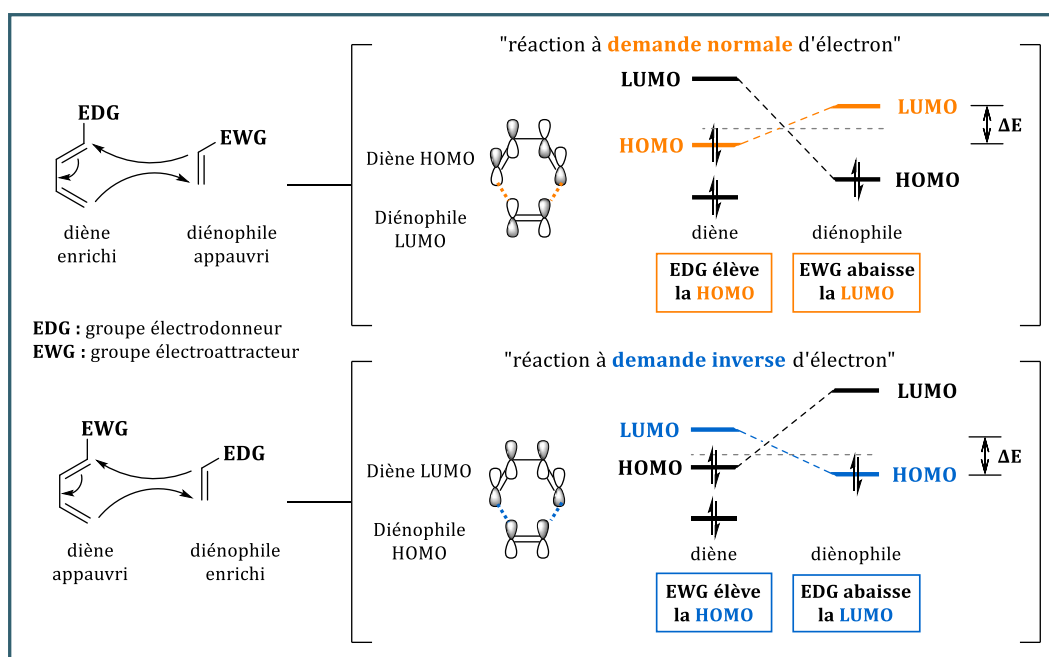 "réaction à demande normale d'électron"
EDG
EWG
diène
enrichi
diénophile
appauvri
Diène HOMO
Diénophile
LUMO
LUMO
HOMO
LUMO
HOMO
ΔE
diène
diénophile
EDG élève
la HOMO
EWG abaisse
la LUMO
EDG : groupe électrodonneur
EWG : groupe électroattracteur
"réaction à demande inverse d'électron"
EWG
EDG
diène
appauvri
diénophile
enrichi
Diène LUMO
Diénophile
HOMO
LUMO
HOMO
LUMO
HOMO
ΔE
diène
diènophile
EWG élève
la HOMO
EDG abaisse
la LUMO